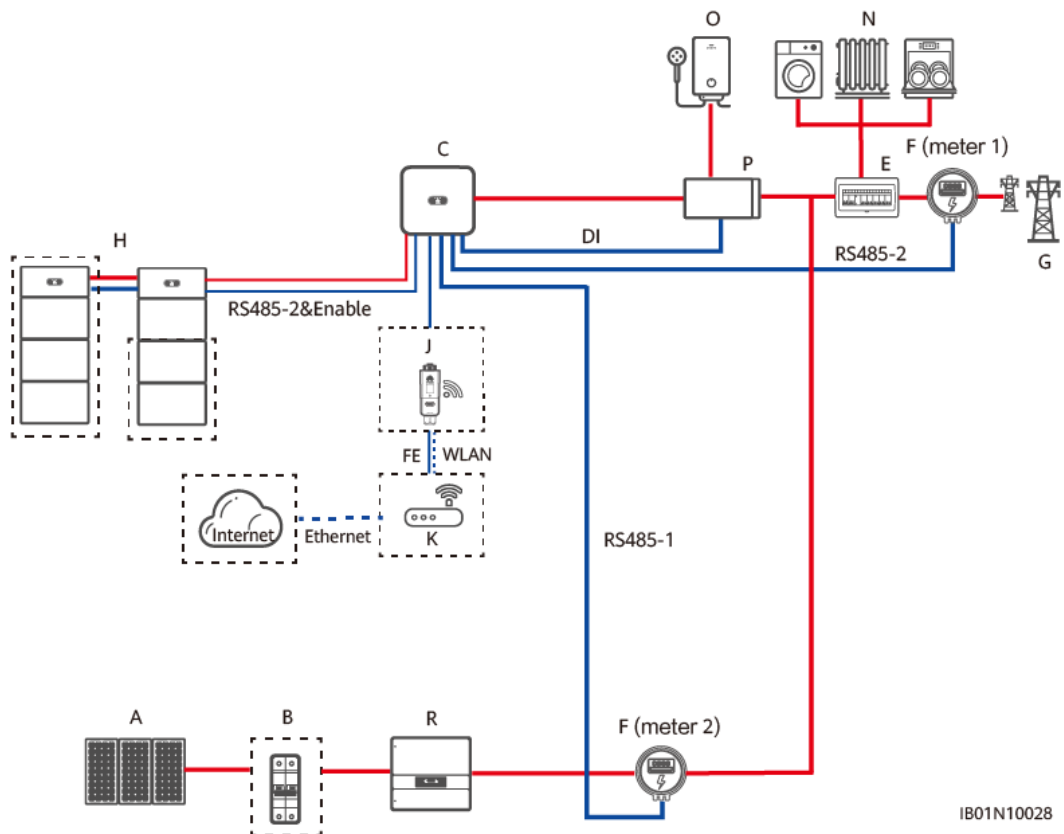 O
N
F (meter 1)
C
P
E
DI
RS485-2
G
H
RS485-2&Enable
J
FE
WLAN
Internet
Ethernet
K
RS485-1
A
B
R
F (meter 2)
IB01N10028